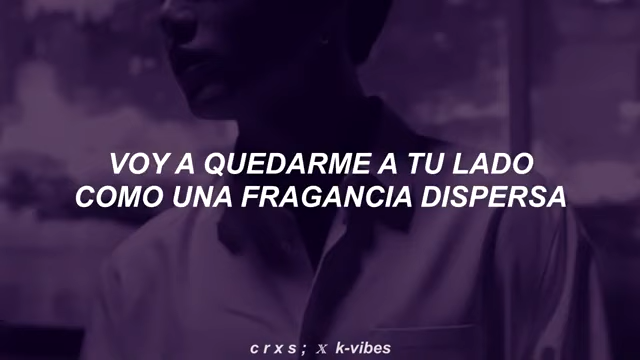 VOY A QUEDARME A TU LADO
COMO UNA FRAGANCIA DISPERSA
c r x s ; x k-vibes